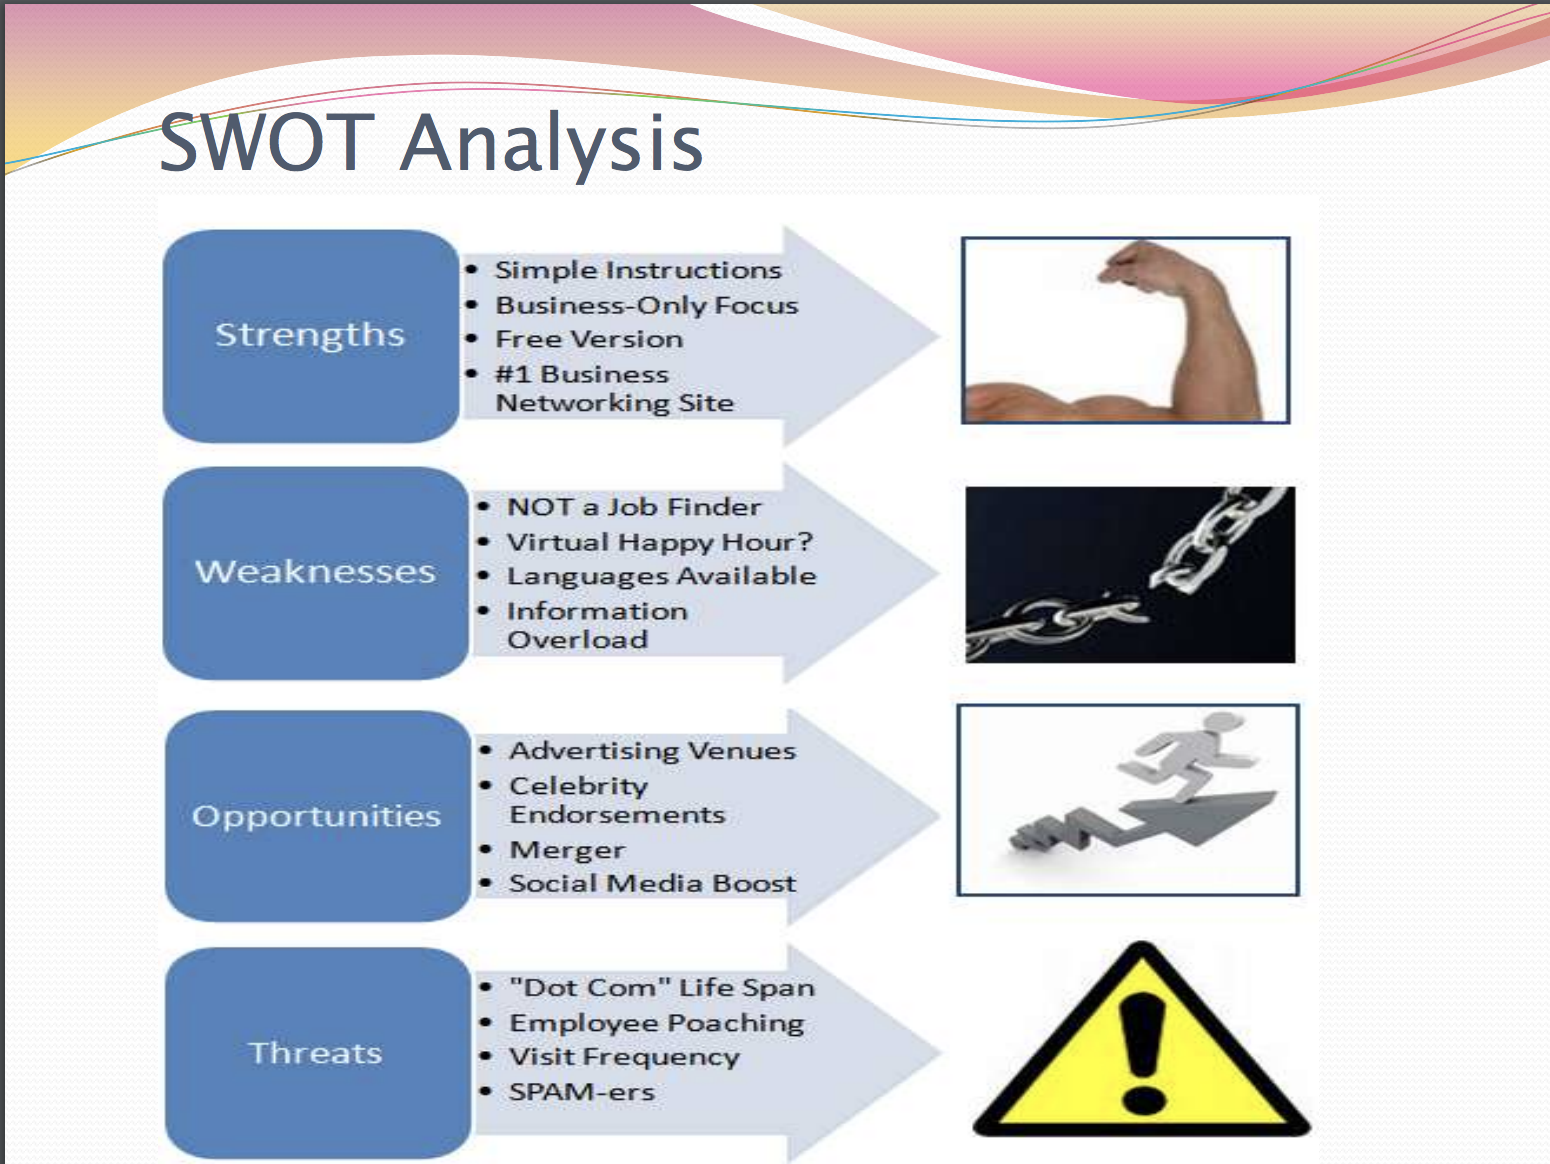 SWOT Analysis
Strengths
• Simple Instructions
• Business-Only Focus
• Free Version
• #1 Business
Networking Site
Weaknesses
• NOT a Job Finder
• Virtual Happy Hour?
• Languages Available
• Information
Overload
Opportunities
• Advertising Venues
• Celebrity
Endorsements
• Merger
• Social Media Boost
Threats
• "Dot Com" Life Span
• Employee Poaching
• Visit Frequency
• SPAM-ers